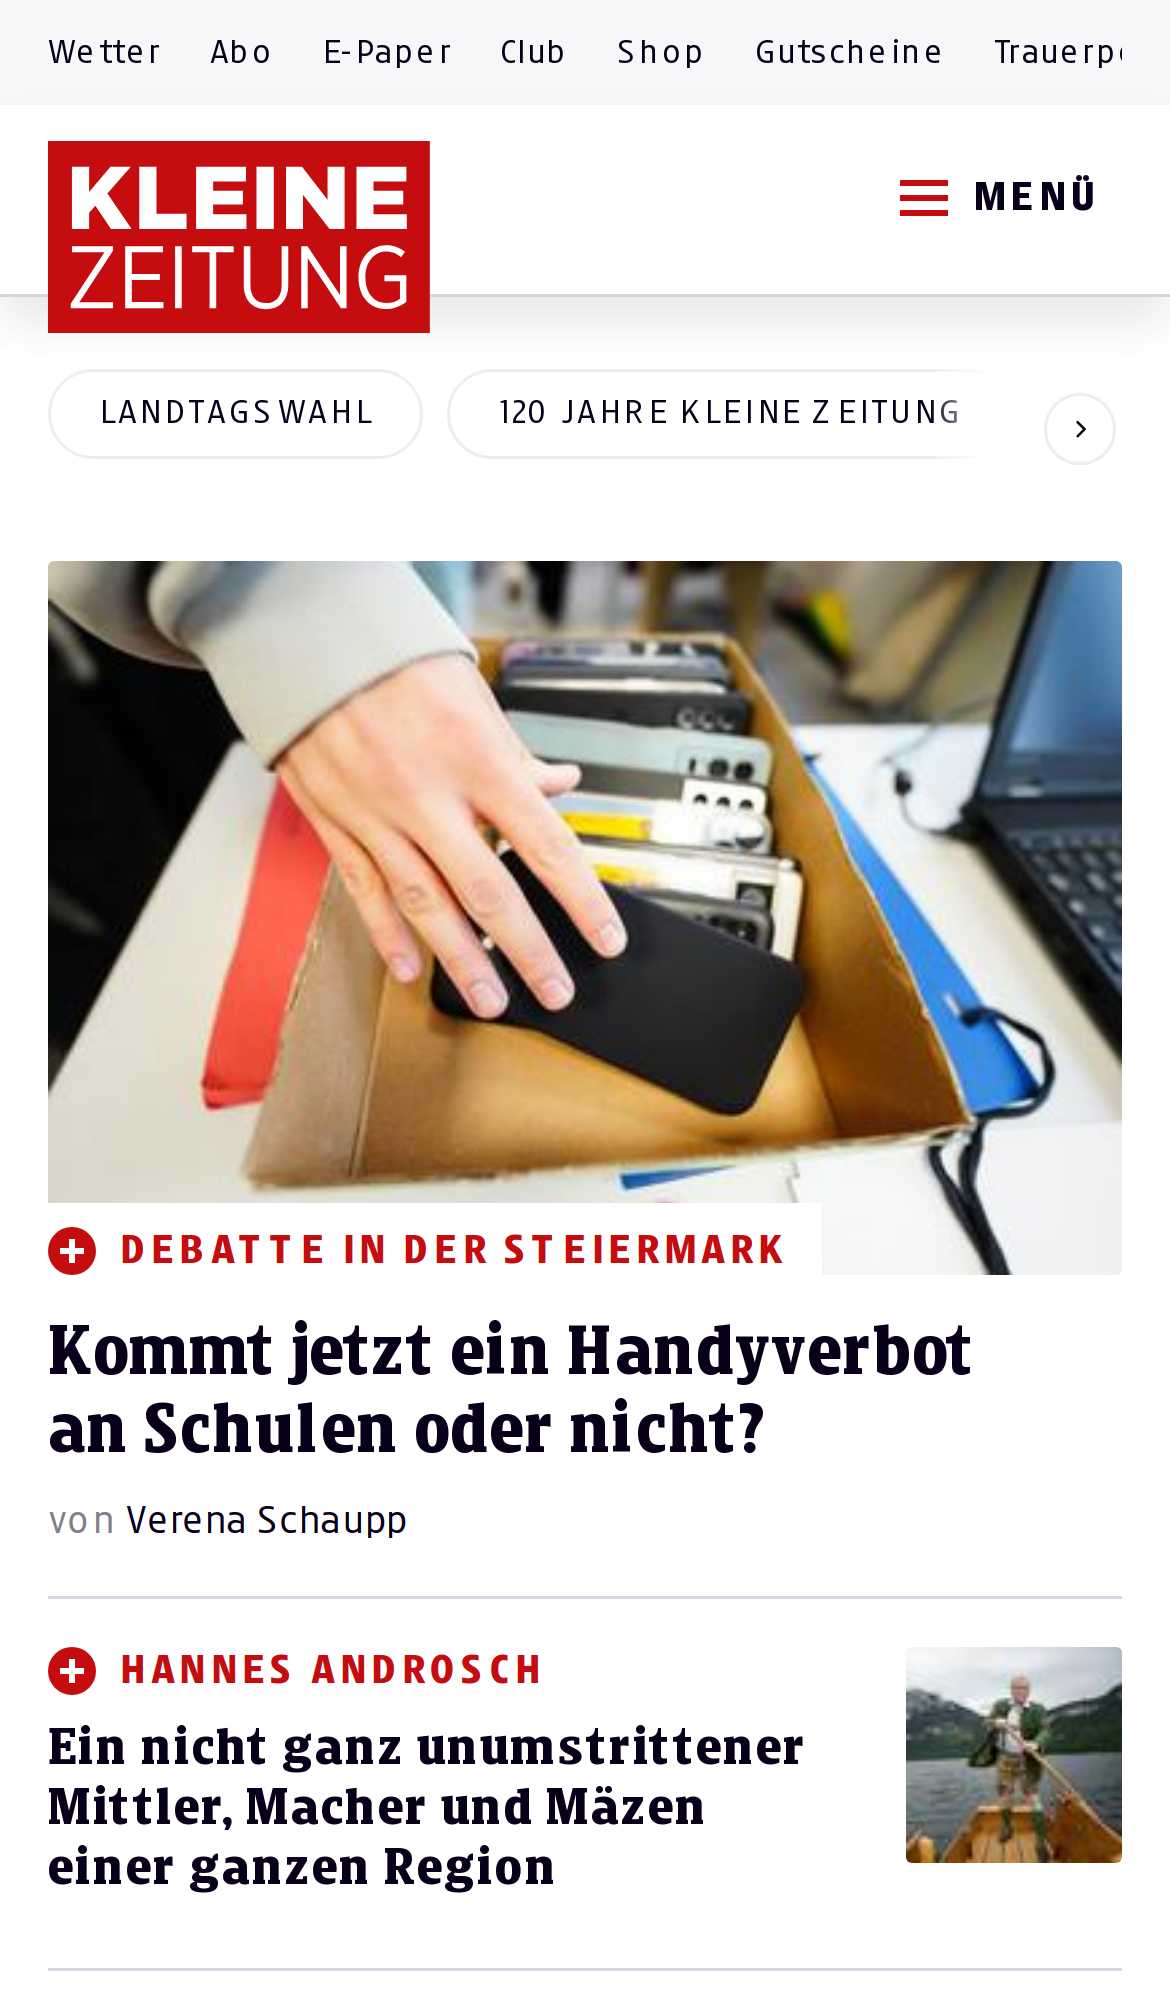 Wetter Abo E-Paper Club Shop Gutscheine
KLEINE
ZEITUNG
MENÜ
LANDTAGSWAHL 120 JAHRE KLEINE ZEITUNG
DEBATTE IN DER STEIERMARK
Kommt jetzt ein Handyverbot
an Schulen oder nicht?
von Verena Schaupp
HANNES ANDROSCH
Ein nicht ganz unumstrittener
Mittler, Macher und Mäzen
einer ganzen Region